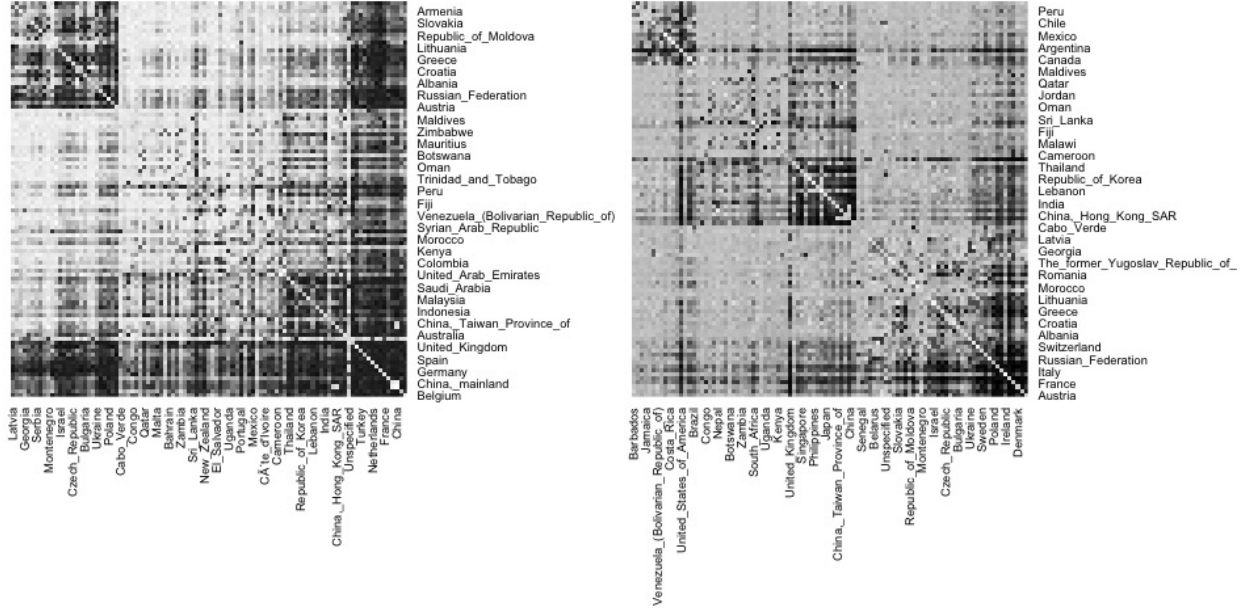 Armenia
Slovakia
Republic_of_Moldova
Lithuania
Greece
Croatia
Albania
Russian_Federation
Austria
Maldives
Zimbabwe
Mauritius
Botswana
Oman
Trinidad_and_Tobago
Peru
Fiji
Venezuela_(Bolivarian_Republic_of)
Syrian_Arab_Republic
Morocco
Kenya
Colombia
United_Arab_Emirates
Saudi_Arabia
Malaysia
Indonesia
China,_Taiwan_Province_of
Australia
United_Kingdom
Spain
Germany
China,_mainland
Belgium
Latvia
Georgia
Serbia
Montenegro
Israel
Czech_Republic
Bulgaria
Ukraine
Poland
Cabo_Verde
Congo
Qatar
Malta
Bahrain
Zambia
Sri_Lanka
New_Zealand
El_Salvador
Uganda
Portugal
Mexico
CÃ´te_d'Ivoire
Cameroon
Thailand
Republic_of_Korea
Lebanon
India
China,_Hong_Kong_SAR
Unspecified
Turkey
Netherlands
France
China
Peru
Chile
Mexico
Argentina
Canada
Maldives
Qatar
Jordan
Oman
Sri_Lanka
Fiji
Malawi
Cameroon
Thailand
Republic_of_Korea
Lebanon
India
China,_Hong_Kong_SAR
Cabo_Verde
Latvia
Georgia
The_former_Yugoslav_Republic_of_
Romania
Morocco
Lithuania
Greece
Croatia
Albania
Switzerland
Russian_Federation
Italy
France
Austria
Barbados
Jamaica
Venezuela_(Bolivarian_Republic_of)
Costa_Rica
United_States_of_America
Brazil
Congo
Nepal
Botswana
Zambia
South_Africa
Uganda
Kenya
United_Kingdom
Singapore
Philippines
Japan
China,_Taiwan_Province_of
China
Senegal
Belarus
Unspecified
Slovakia
Republic_of_Moldova
Montenegro
Israel
Czech_Republic
Bulgaria
Ukraine
Sweden
Poland
Ireland
Denmark